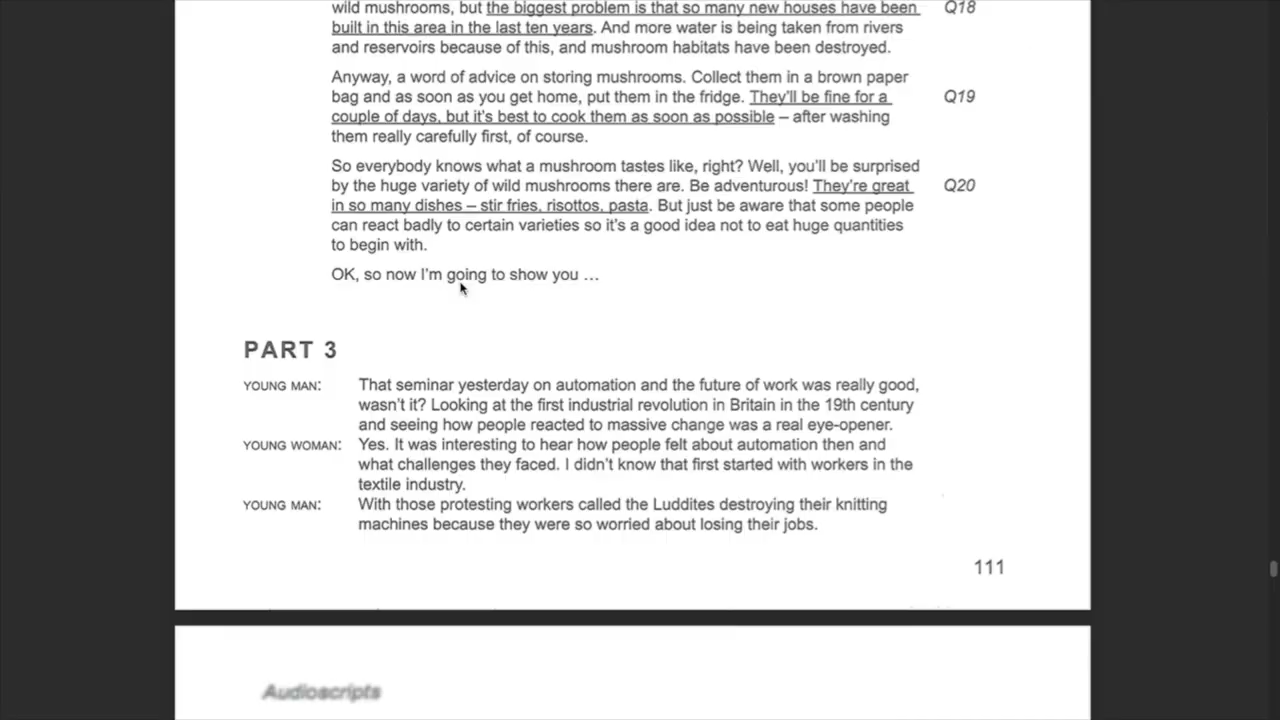 wild mushrooms, but the biggest problem is that so many new houses have been Q18
built in this area in the last ten years. And more water is being taken from rivers
and reservoirs because of this, and mushroom habitats have been destroyed.
Anyway, a word of advice on storing mushrooms. Collect them in a brown paper
bag and as soon as you get home, put them in the fridge. They'll be fine for a Q19
couple of days, but it's best to cook them as soon as possible – after washing
them really carefully first, of course.
So everybody knows what a mushroom tastes like, right? Well, you'll be surprised
by the huge variety of wild mushrooms there are. Be adventurous! They're great Q20
in so many dishes – stir fries, risottos, pasta. But just be aware that some people
can react badly to certain varieties so it's a good idea not to eat huge quantities
to begin with.
OK, so now I'm going to show you ...
PART 3
YOUNG MAN: That seminar yesterday on automation and the future of work was really good,
wasn't it? Looking at the first industrial revolution in Britain in the 19th century
and seeing how people reacted to massive change was a real eye-opener.
YOUNG WOMAN: Yes. It was interesting to hear how people felt about automation then and
what challenges they faced. I didn't know that first started with workers in the
textile industry.
YOUNG MAN: With those protesting workers called the Luddites destroying their knitting
machines because they were so worried about losing their jobs.
111
Audioscripts